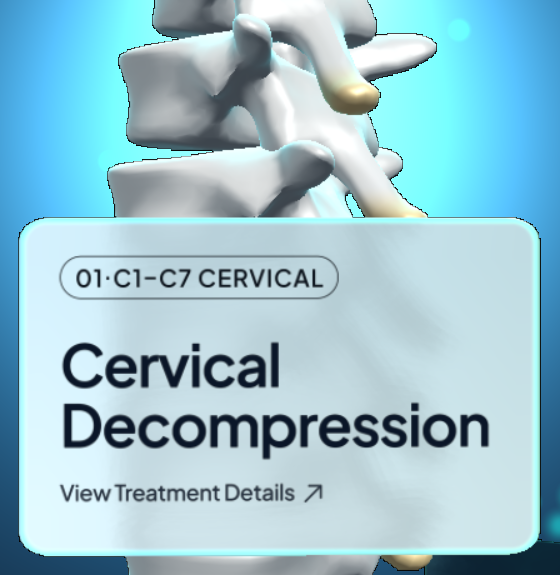 01·C1–C7 CERVICAL
Cervical
Decompression
View Treatment Details ↗